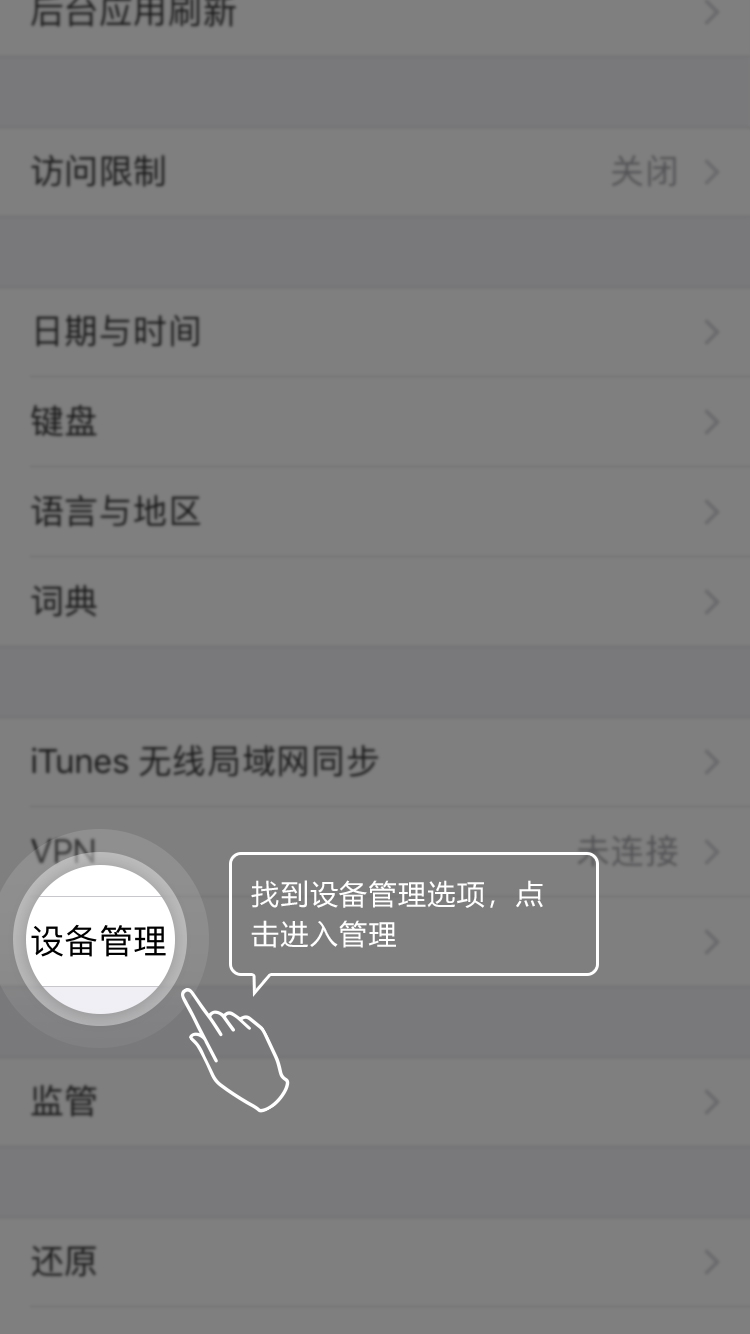 后台应用刷新
访问限制 关闭
日期与时间
键盘
语言与地区
词典
iTunes 无线局域网同步
VPN 未连接
找到设备管理选项，点
击进入管理
设备管理
监管
还原